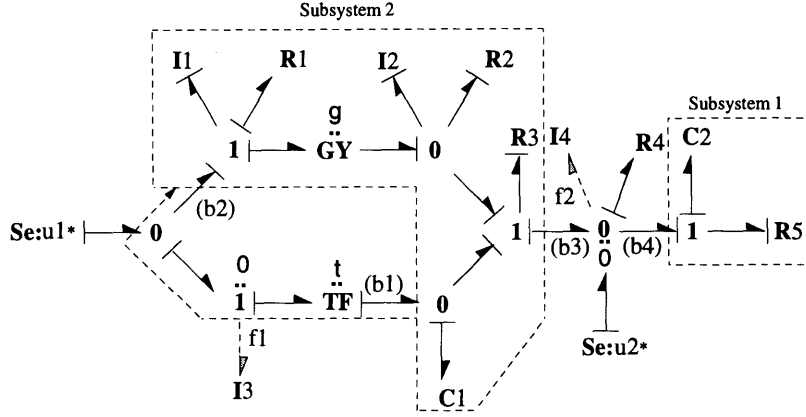 Subsystem 2
I1 R1 I2 R2
g
1 GY 0
Subsystem 1
R3 I4 R4 C2
f2
(b2)
Se:u1* 0 1 (b3) 0 (b4) 1 R5
0 t 0
1 TF (b1) 0
f1 Se:u2*
I3 C1